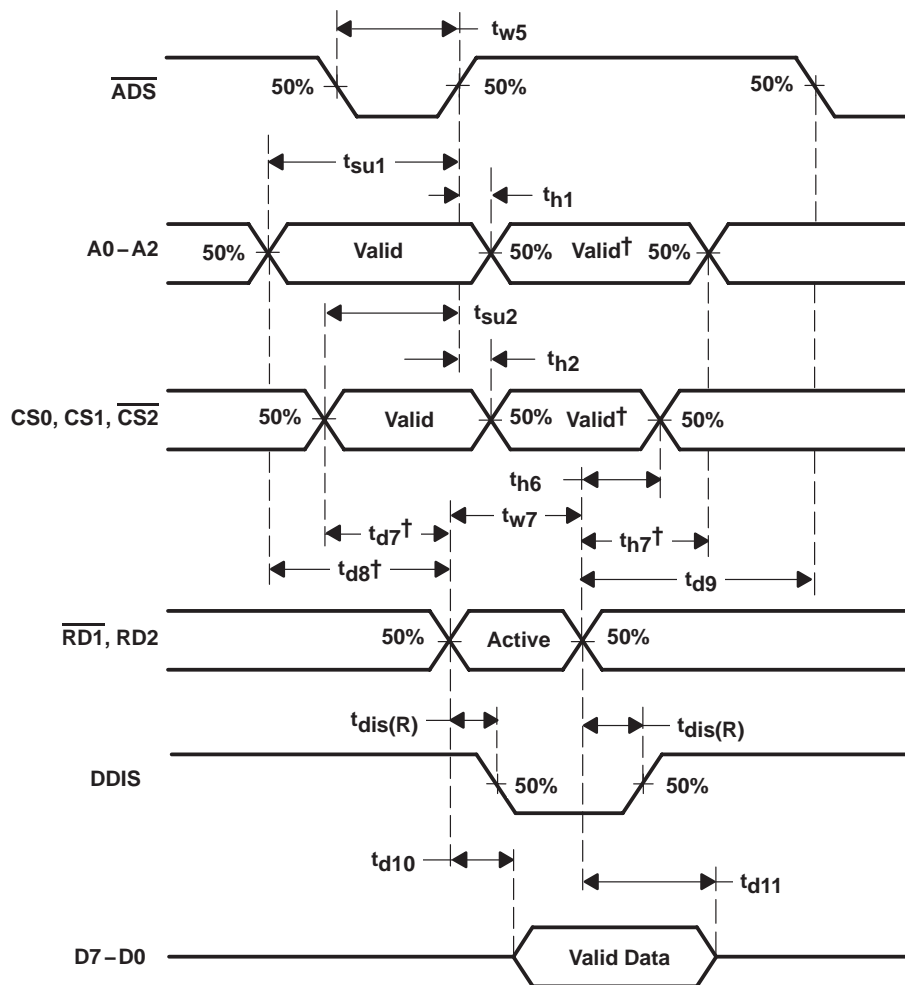 tw5
ADS 50% 50% 50%
tsu1
th1
A0–A2 50% Valid 50% Valid† 50%
tsu2
th2
CS0, CS1, CS2 50% Valid 50% Valid† 50%
th6
tw7
td7† th7†
td8† td9
RD1, RD2 50% Active 50%
tdis(R) tdis(R)
DDIS 50% 50%
td10 td11
D7–D0 Valid Data